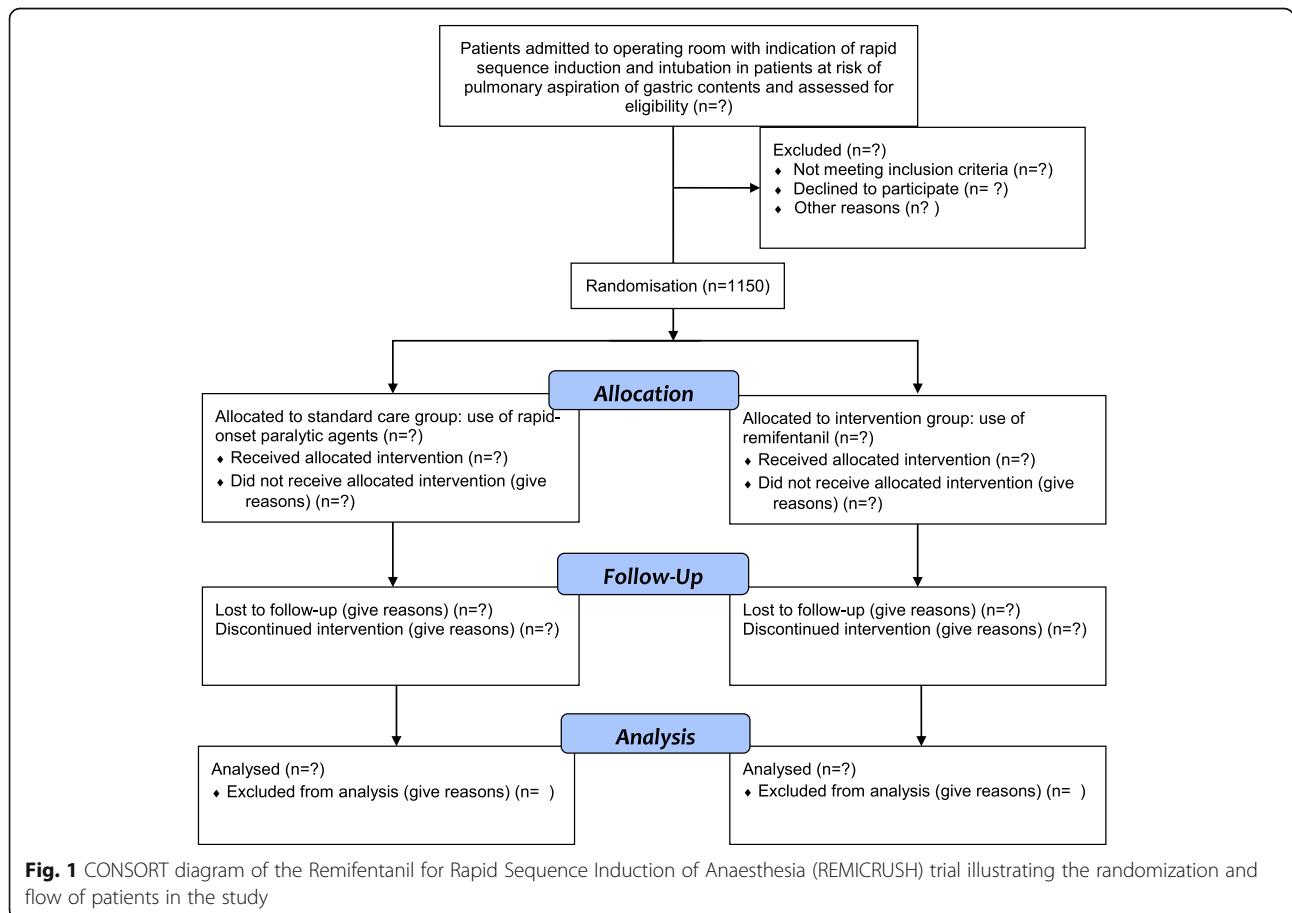 Patients admitted to operating room with indication of rapid
sequence induction and intubation in patients at risk of
pulmonary aspiration of gastric contents and assessed for
eligibility (n=?)
Excluded (n=?)
♦ Not meeting inclusion criteria (n=?)
♦ Declined to participate (n= ?)
♦ Other reasons (n? )
Randomisation (n=1150)
Allocation
Allocated to standard care group: use of rapid-
onset paralytic agents (n=?)
♦ Received allocated intervention (n=?)
♦ Did not receive allocated intervention (give
reasons) (n=?)
Allocated to intervention group: use of
remifentanil (n=?)
♦ Received allocated intervention (n=?)
♦ Did not receive allocated intervention (give
reasons) (n=?)
Follow-Up
Lost to follow-up (give reasons) (n=?)
Discontinued intervention (give reasons) (n=?)
Lost to follow-up (give reasons) (n=?)
Discontinued intervention (give reasons) (n=?)
Analysis
Analysed (n=?)
♦ Excluded from analysis (give reasons) (n= )
Analysed (n=?)
♦ Excluded from analysis (give reasons) (n= )
Fig. 1 CONSORT diagram of the Remifentanil for Rapid Sequence Induction of Anaesthesia (REMICRUSH) trial illustrating the randomization and
flow of patients in the study